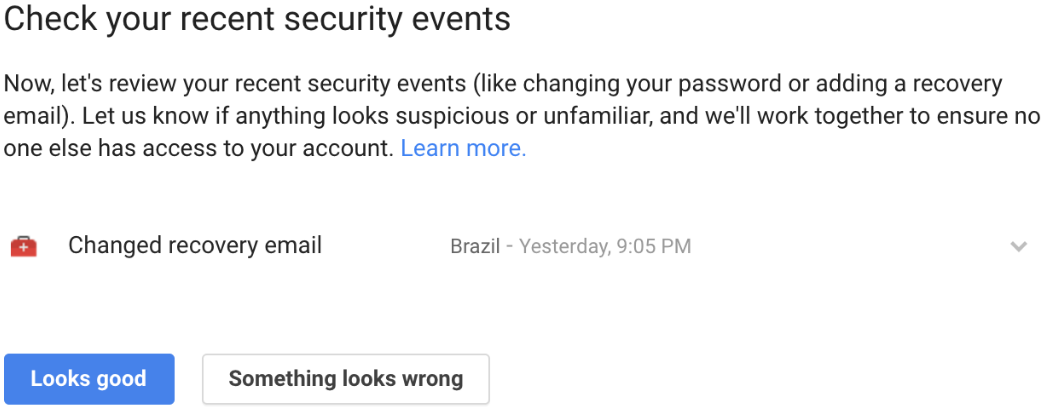 Check your recent security events
Now, let's review your recent security events (like changing your password or adding a recovery
email). Let us know if anything looks suspicious or unfamiliar, and we'll work together to ensure no
one else has access to your account. Learn more.
Changed recovery email Brazil - Yesterday, 9:05 PM
Looks good Something looks wrong